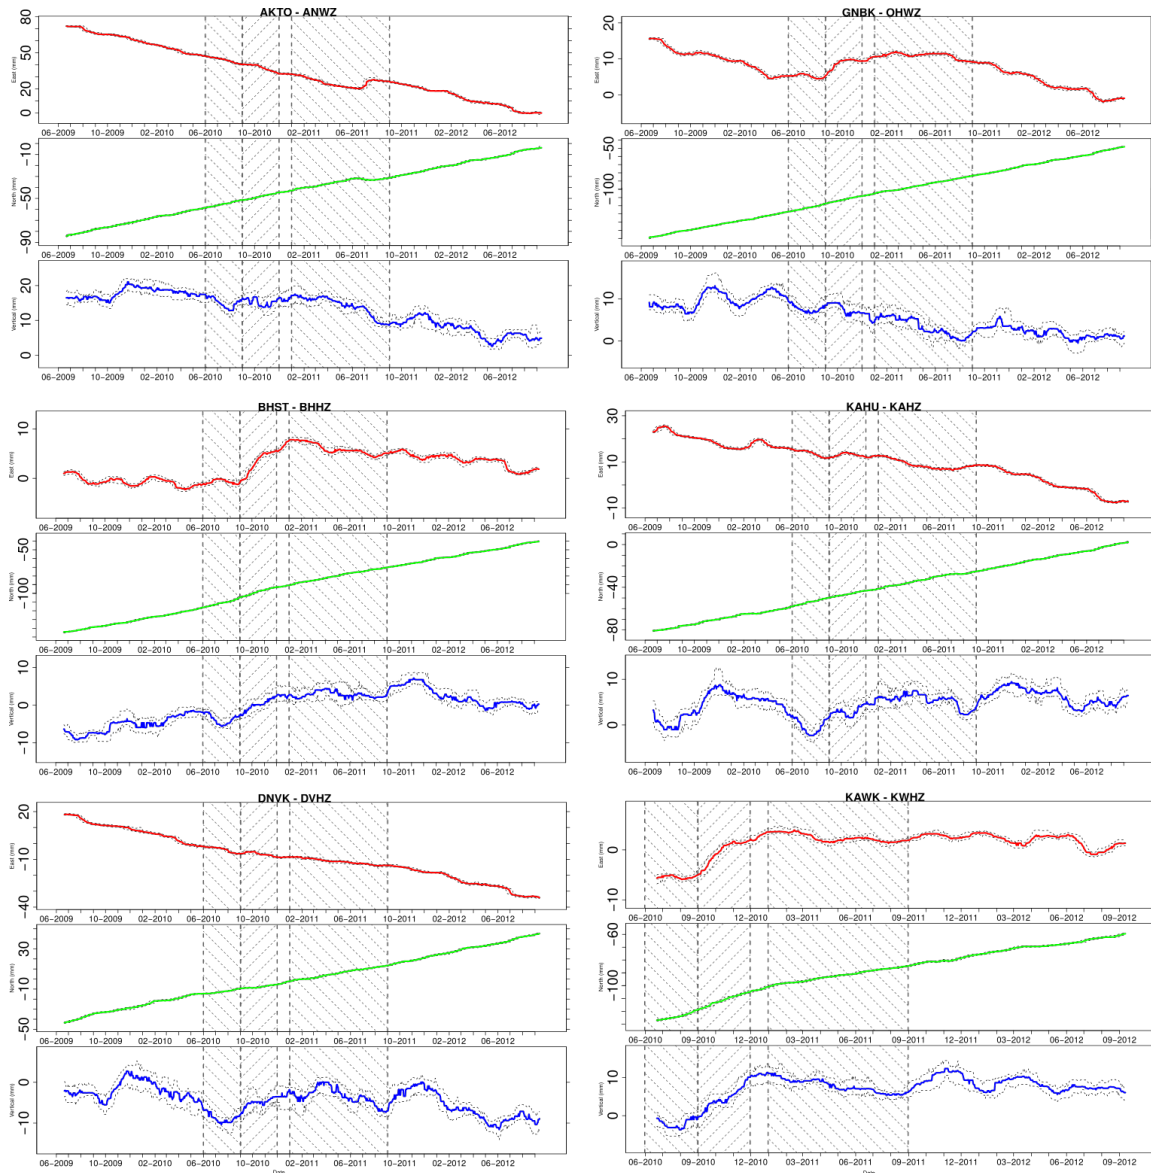 AKTO − ANWZ
East (mm)
80
50
20
0
06−2009 10−2009 02−2010 06−2010 10−2010 02−2011 06−2011 10−2011 02−2012 06−2012
North (mm)
−10
−50
−90
06−2009 10−2009 02−2010 06−2010 10−2010 02−2011 06−2011 10−2011 02−2012 06−2012
Vertical (mm)
20
0
06−2009 10−2009 02−2010 06−2010 10−2010 02−2011 06−2011 10−2011 02−2012 06−2012
GNBK − OHWZ
East (mm)
20
10
0
06−2009 10−2009 02−2010 06−2010 10−2010 02−2011 06−2011 10−2011 02−2012 06−2012
North (mm)
−50
−100
06−2009 10−2009 02−2010 06−2010 10−2010 02−2011 06−2011 10−2011 02−2012 06−2012
Vertical (mm)
10
0
06−2009 10−2009 02−2010 06−2010 10−2010 02−2011 06−2011 10−2011 02−2012 06−2012
BHST − BHHZ
East (mm)
10
0
06−2009 10−2009 02−2010 06−2010 10−2010 02−2011 06−2011 10−2011 02−2012 06−2012
North (mm)
−50
−100
06−2009 10−2009 02−2010 06−2010 10−2010 02−2011 06−2011 10−2011 02−2012 06−2012
Vertical (mm)
10
0
−10
06−2009 10−2009 02−2010 06−2010 10−2010 02−2011 06−2011 10−2011 02−2012 06−2012
KAHU − KAHZ
East (mm)
30
10
−10
06−2009 10−2009 02−2010 06−2010 10−2010 02−2011 06−2011 10−2011 02−2012 06−2012
North (mm)
0
−40
−80
06−2009 10−2009 02−2010 06−2010 10−2010 02−2011 06−2011 10−2011 02−2012 06−2012
Vertical (mm)
10
0
06−2009 10−2009 02−2010 06−2010 10−2010 02−2011 06−2011 10−2011 02−2012 06−2012
DNVK − DVHZ
East (mm)
20
−10
−40
06−2009 10−2009 02−2010 06−2010 10−2010 02−2011 06−2011 10−2011 02−2012 06−2012
North (mm)
30
−10
−50
06−2009 10−2009 02−2010 06−2010 10−2010 02−2011 06−2011 10−2011 02−2012 06−2012
Vertical (mm)
0
−10
06−2009 10−2009 02−2010 06−2010 10−2010 02−2011 06−2011 10−2011 02−2012 06−2012
KAWK − KWHZ
East (mm)
0
−10
06−2010 09−2010 12−2010 03−2011 06−2011 09−2011 12−2011 03−2012 06−2012 09−2012
North (mm)
−60
−100
06−2010 09−2010 12−2010 03−2011 06−2011 09−2011 12−2011 03−2012 06−2012 09−2012
Vertical (mm)
10
0
06−2010 09−2010 12−2010 03−2011 06−2011 09−2011 12−2011 03−2012 06−2012 09−2012